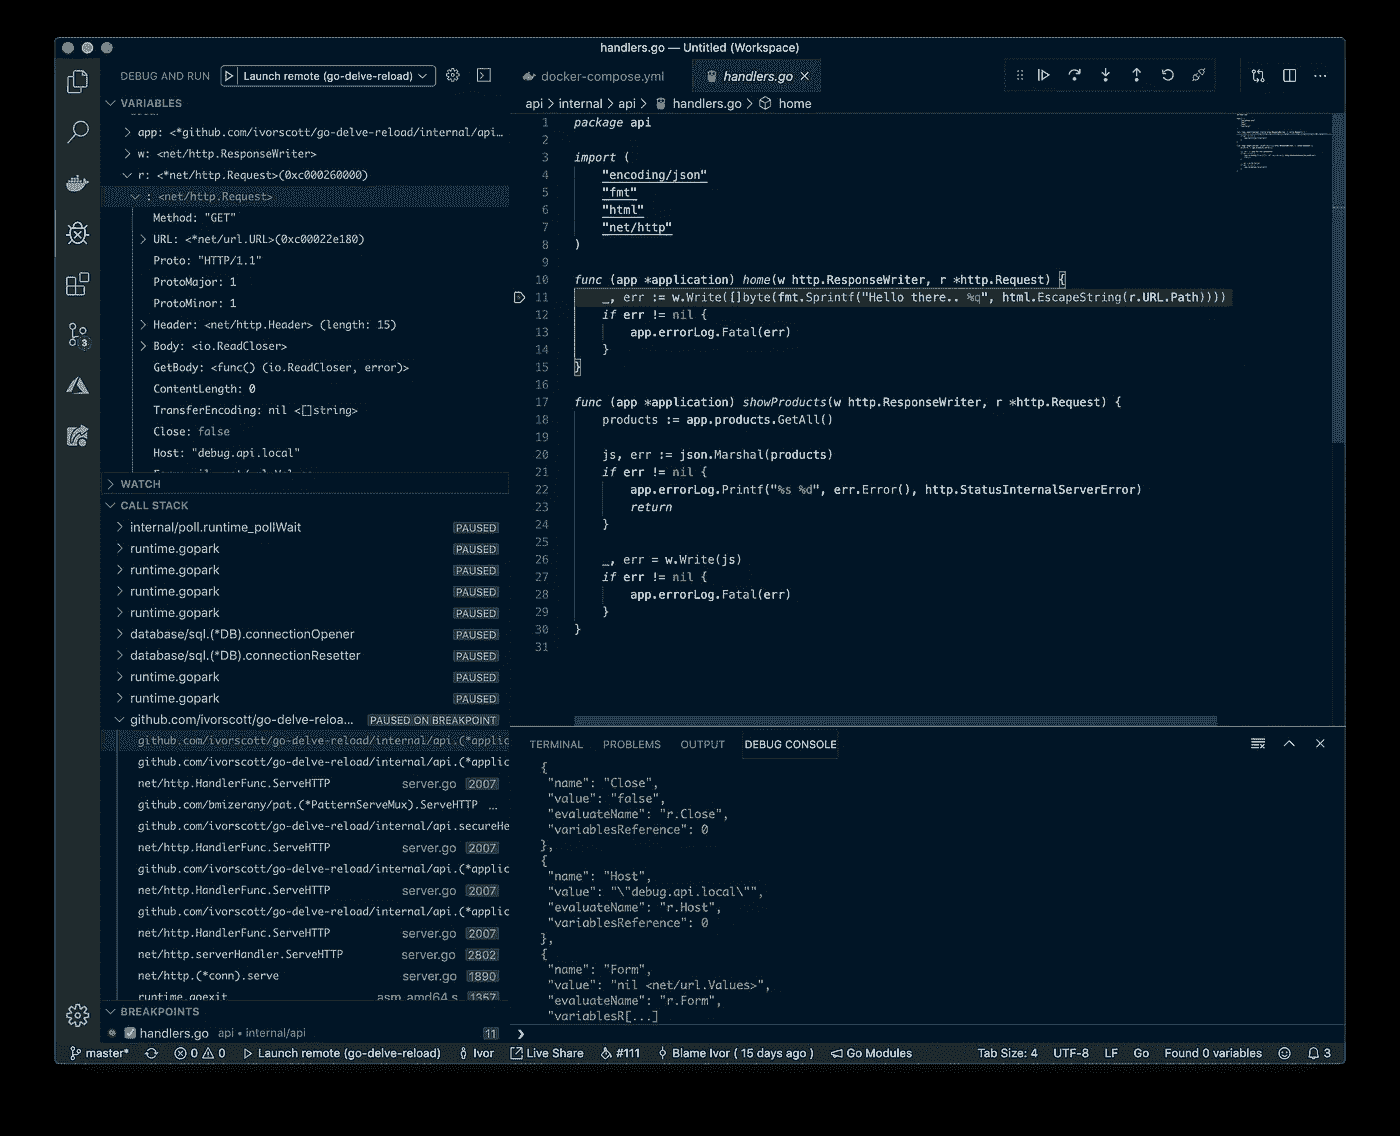 handlers.go — Untitled (Workspace)
DEBUG AND RUN
Launch remote (go-delve-reload)
VARIABLES
app: <*github.com/ivorscott/go-delve-reload/internal/api…
w: <net/http.ResponseWriter>
r: <*net/http.Request>(0xc000260000)
: <net/http.Request>
Method: "GET"
URL: <*net/url.URL>(0xc00022e180)
Proto: "HTTP/1.1"
ProtoMajor: 1
ProtoMinor: 1
Header: <net/http.Header> (length: 15)
Body: <io.ReadCloser>
GetBody: <func() (io.ReadCloser, error)>
ContentLength: 0
TransferEncoding: nil <[]string>
Close: false
Host: "debug.api.local"
WATCH
CALL STACK
internal/poll.runtime_pollWait PAUSED
runtime.gopark PAUSED
runtime.gopark PAUSED
runtime.gopark PAUSED
runtime.gopark PAUSED
database/sql.(*DB).connectionOpener PAUSED
database/sql.(*DB).connectionResetter PAUSED
runtime.gopark PAUSED
runtime.gopark PAUSED
github.com/ivorscott/go-delve-reloa... PAUSED ON BREAKPOINT
github.com/ivorscott/go-delve-reload/internal/api.(*applic
github.com/ivorscott/go-delve-reload/internal/api.(*applic
net/http.HandlerFunc.ServeHTTP server.go 2007
github.com/bmizerany/pat.(*PatternServeMux).ServeHTTP ...
github.com/ivorscott/go-delve-reload/internal/api.secureHe
net/http.HandlerFunc.ServeHTTP server.go 2007
github.com/ivorscott/go-delve-reload/internal/api.(*applic
net/http.HandlerFunc.ServeHTTP server.go 2007
github.com/ivorscott/go-delve-reload/internal/api.(*applic
net/http.HandlerFunc.ServeHTTP server.go 2007
net/http.serverHandler.ServeHTTP server.go 2802
net/http.(*conn).serve server.go 1890
runtime.goexit asm_amd64.s 1357
BREAKPOINTS
handlers.go api • internal/api 11
docker-compose.yml
handlers.go
api > internal > api > handlers.go > home
1 package api
2
3 import (
4 "encoding/json"
5 "fmt"
6 "html"
7 "net/http"
8 )
9
10 func (app *application) home(w http.ResponseWriter, r *http.Request) {
11 _, err := w.Write([]byte(fmt.Sprintf("Hello there.. %q", html.EscapeString(r.URL.Path))))
12 if err != nil {
13 app.errorLog.Fatal(err)
14 }
15 }
16
17 func (app *application) showProducts(w http.ResponseWriter, r *http.Request) {
18 products := app.products.GetAll()
19
20 js, err := json.Marshal(products)
21 if err != nil {
22 app.errorLog.Printf("%s %d", err.Error(), http.StatusInternalServerError)
23 return
24 }
25
26 _, err = w.Write(js)
27 if err != nil {
28 app.errorLog.Fatal(err)
29 }
30 }
31
TERMINAL PROBLEMS OUTPUT DEBUG CONSOLE
{
"name": "Close",
"value": "false",
"evaluateName": "r.Close",
"variablesReference": 0
},
{
"name": "Host",
"value": "\"debug.api.local\"",
"evaluateName": "r.Host",
"variablesReference": 0
},
{
"name": "Form",
"value": "nil <net/url.Values>",
"evaluateName": "r.Form",
"variablesR[...]
master* 0 0 Launch remote (go-delve-reload) Ivor Live Share #111 Blame Ivor ( 15 days ago ) Go Modules Tab Size: 4 UTF-8 LF Go Found 0 variables 3
3